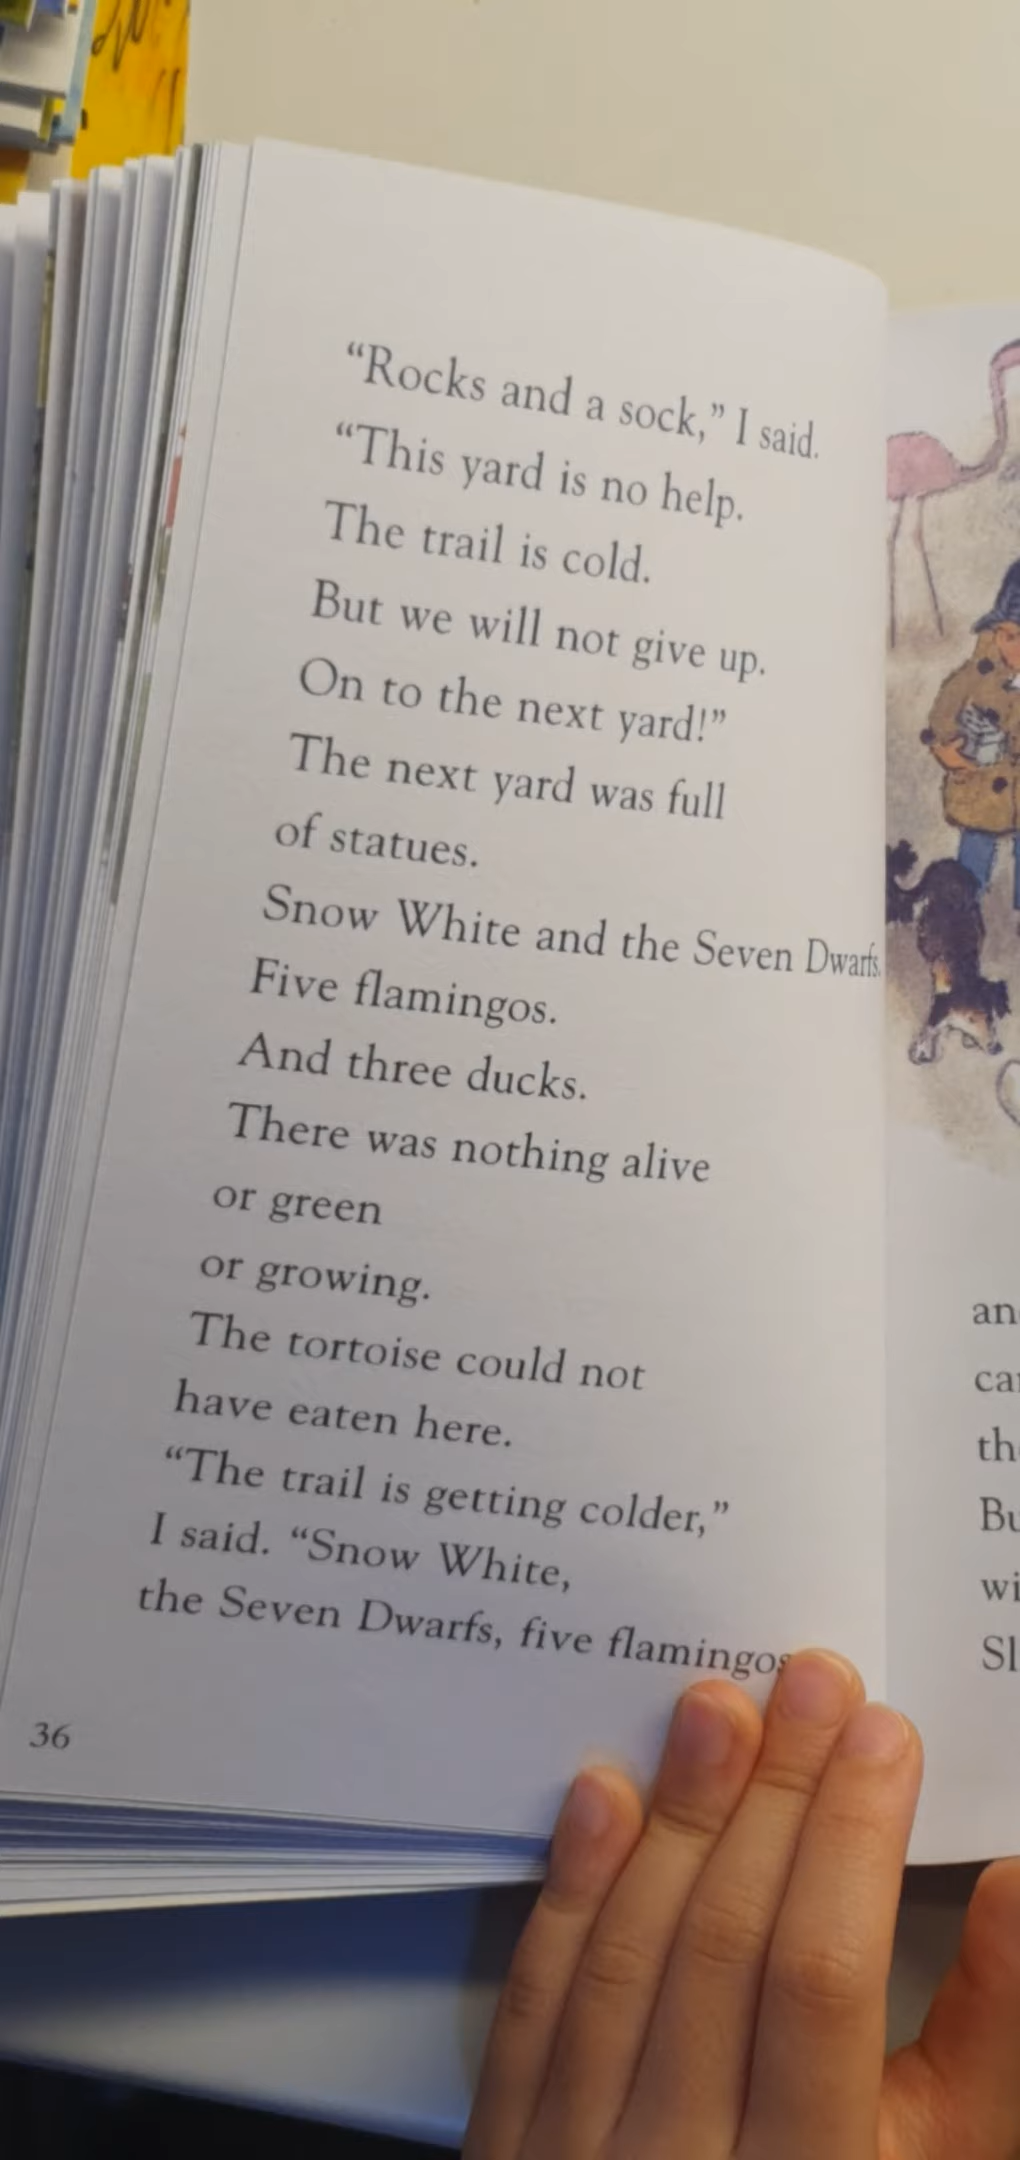 “Rocks and a sock,” I said.
“This yard is no help.
The trail is cold.
But we will not give up.
On to the next yard!”
The next yard was full
of statues.
Snow White and the Seven Dwarfs.
Five flamingos.
And three ducks.
There was nothing alive
or green
or growing.
The tortoise could not
have eaten here.
“The trail is getting colder,”
I said. “Snow White,
the Seven Dwarfs, five flamingos
36